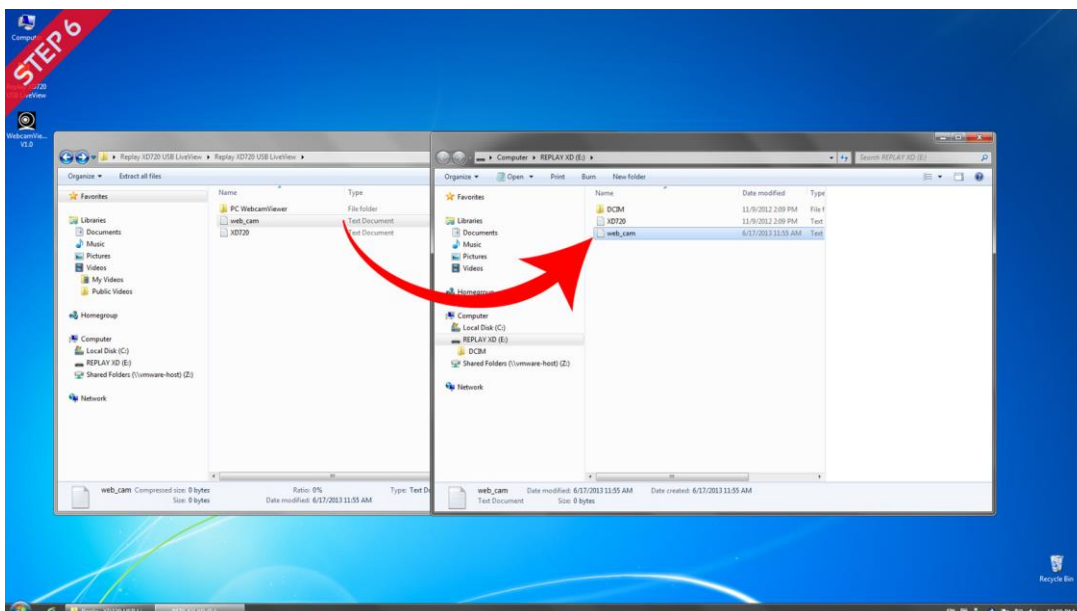 STEP 6
WebcamVie...
V1.0
Replay XD720 USB LiveView
Replay XD720 USB LiveView
Organize
Extract all files
Favorites
Libraries
Documents
Music
Pictures
Videos
My Videos
Public Videos
Homegroup
Computer
Local Disk (C:)
REPLAY XD (E:)
Shared Folders (\\vmware-host) (Z:)
Network
Name
Type
PC WebcamViewer
File folder
web_cam
Text Document
XD720
Text Document
web_cam Compressed size: 0 bytes
Size: 0 bytes
Ratio: 0%
Date modified: 6/17/2013 11:55 AM
Type: Text
Computer
REPLAY XD (E:)
Search REPLAY XD (E:)
Organize
Open
Print
Burn
New folder
Favorites
Libraries
Documents
Music
Pictures
Videos
Computer
Local Disk (C:)
REPLAY XD (E:)
DCIM
Shared Folders (\\vmware-host) (Z:)
Network
Name
Date modified
Type
DCIM
11/9/2012 2:09 PM
File f
XD720
11/9/2012 2:09 PM
Text
web_cam
6/17/2013 11:55 AM
Text
web_cam Date modified: 6/17/2013 11:55 AM Date created: 6/17/2013 11:55 AM
Text Document Size: 0 bytes
Recycle Bin